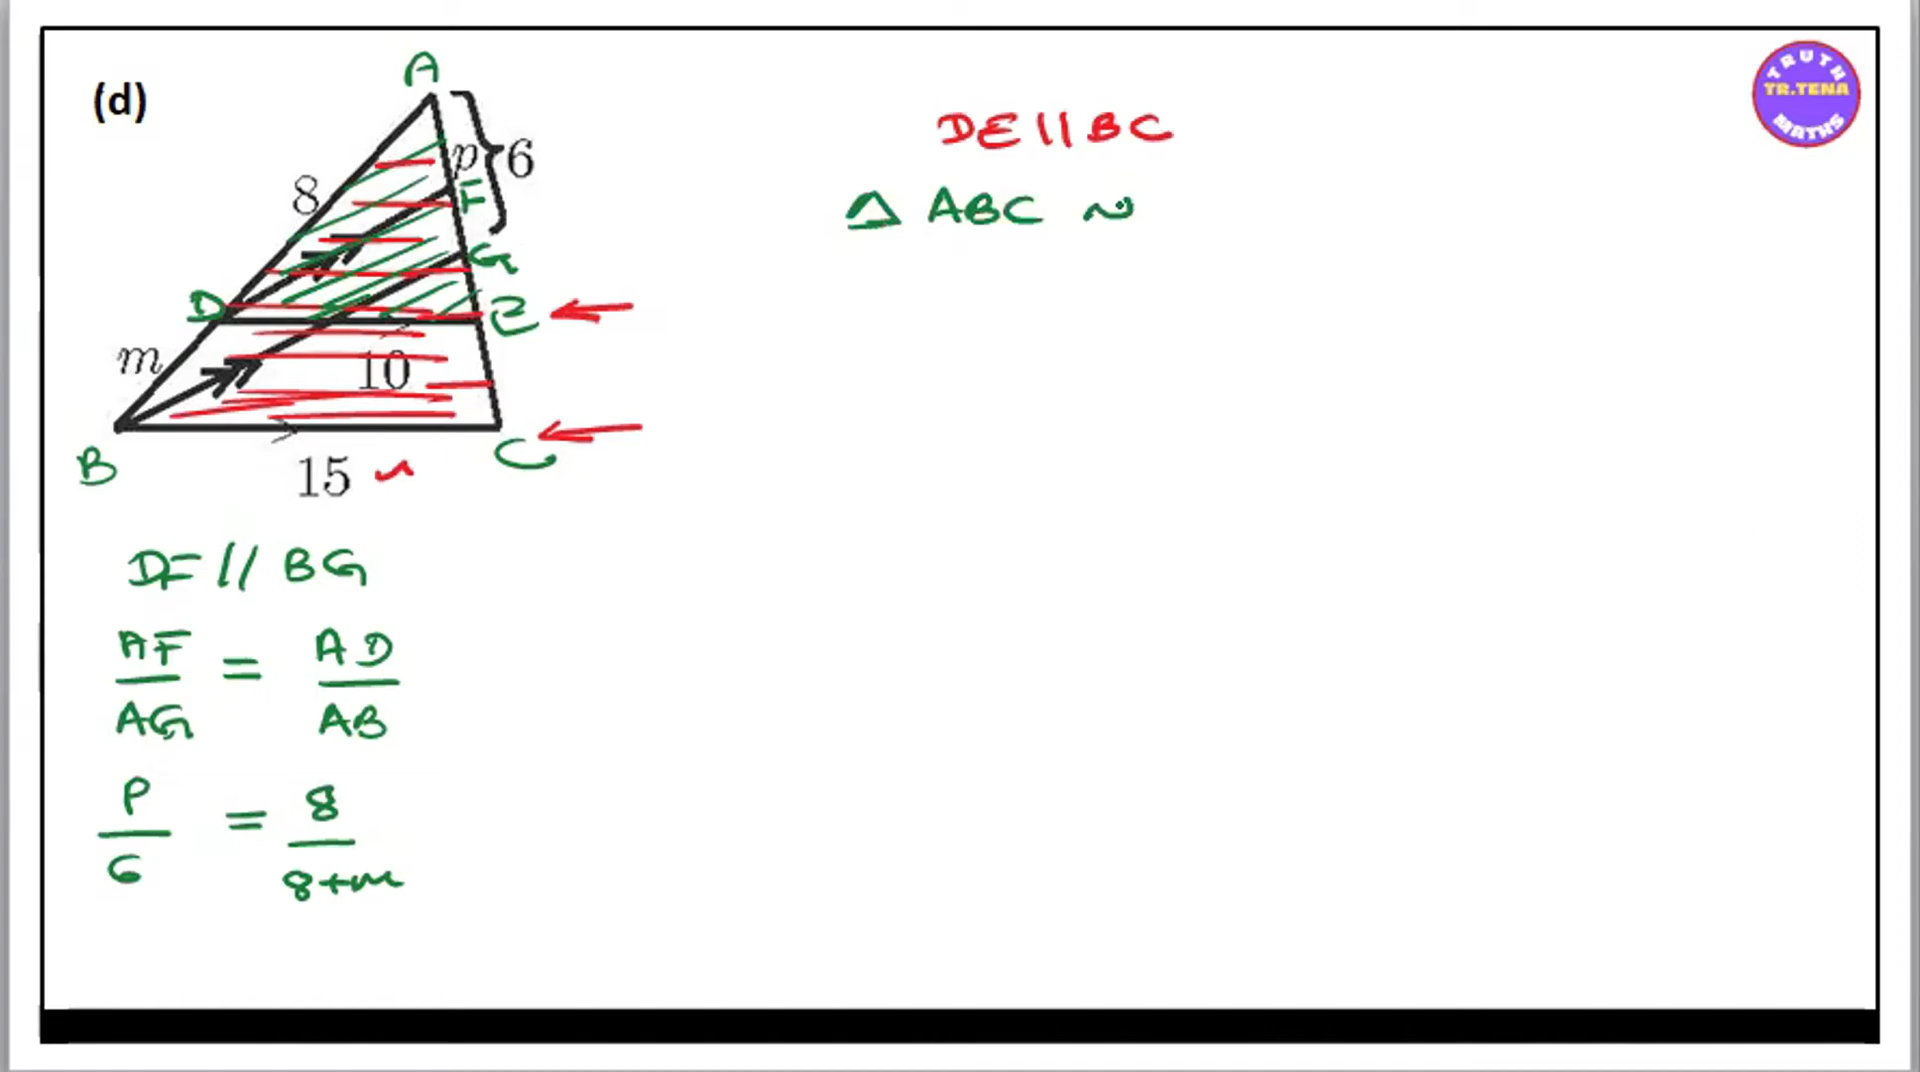 (d)
A
8
p
6
F
G
D
E
m
10
B
15
C
DF // BG
AF = AD
AG AB
P = 8
6 8+m
DE // BC
Δ ABC ~
TRUTH
TR.TENA
MATHS